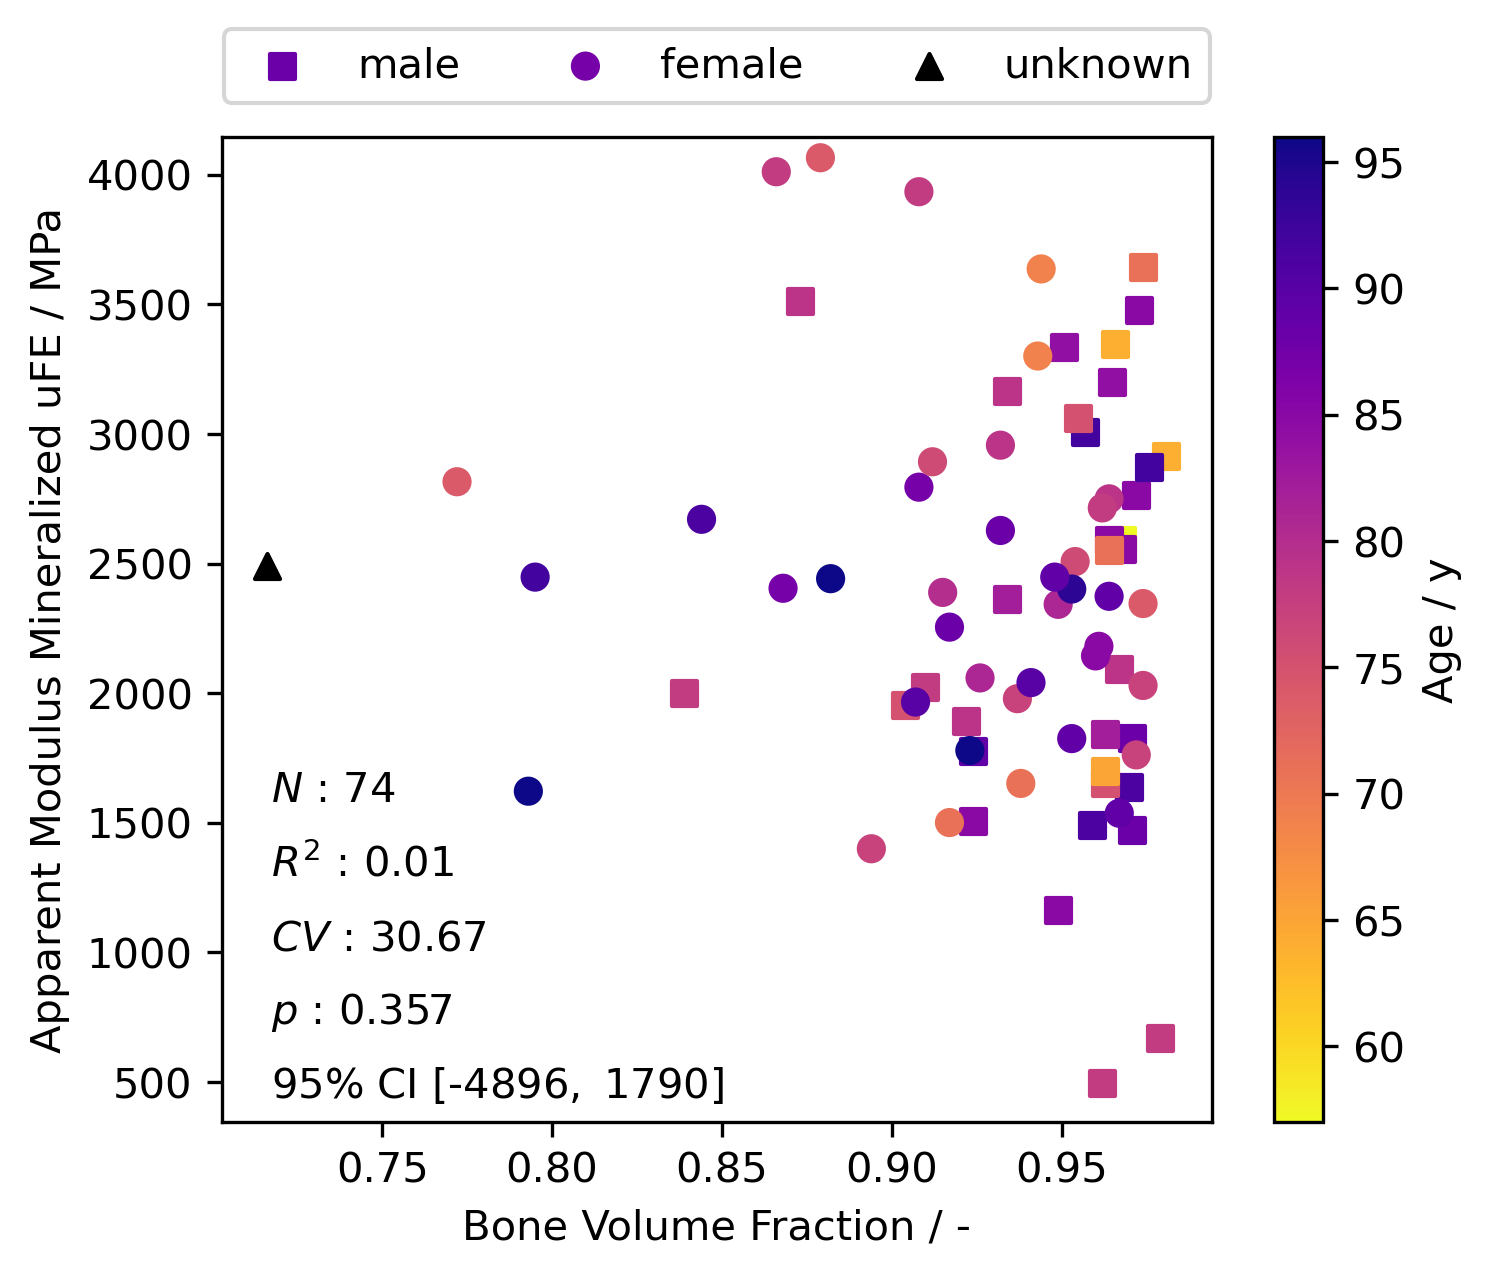 male female unknown
4000
3500
3000
2500
2000
1500
1000
500
Apparent Modulus Mineralized uFE / MPa
N : 74
R² : 0.01
CV : 30.67
p : 0.357
95% CI [-4896, 1790]
0.75 0.80 0.85 0.90 0.95
Bone Volume Fraction / -
95
90
85
80
75
70
65
60
Age / y